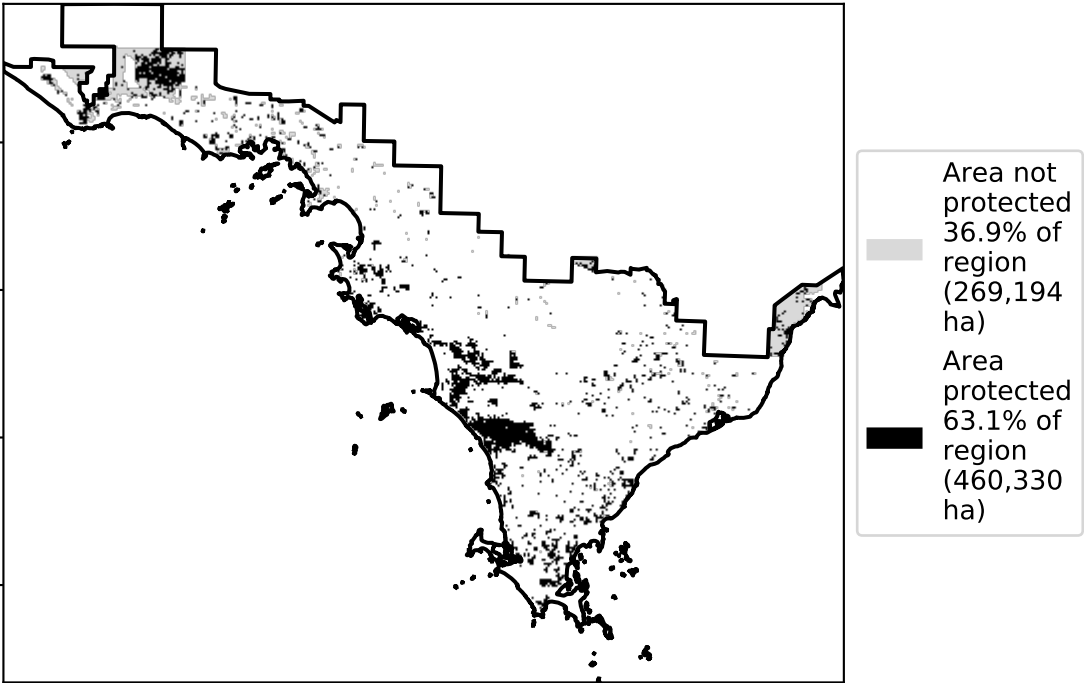 Area not
protected
36.9% of
region
(269,194
ha)
Area
protected
63.1% of
region
(460,330
ha)